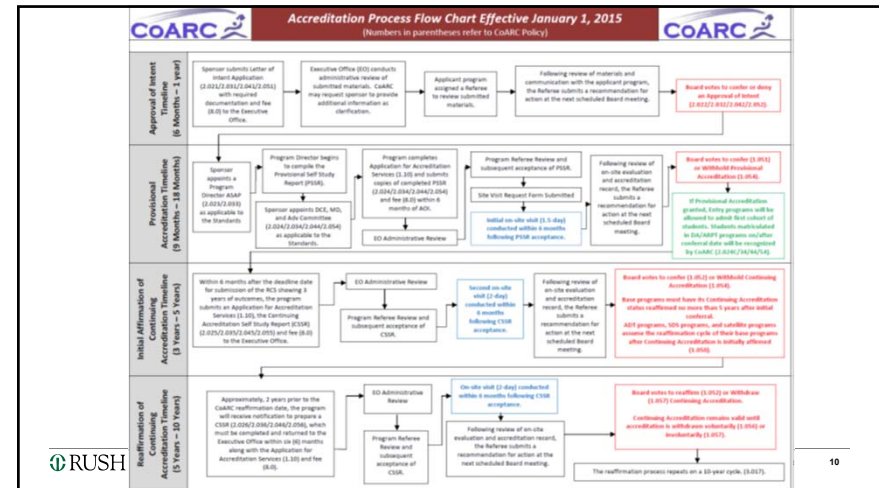 CoARC
Accreditation Process Flow Chart Effective January 1, 2015
(Numbers in parentheses refer to CoARC Policy)
CoARC
Approval of Intent
Timeline
(6 Months – 1 year)
Sponsor submits Letter of
Intent Application
(2.021/2.031/2.041/2.051)
with required
documentation and fee
(8.0) to the Executive
Office.
Executive Office (EO) conducts
administrative review of
submitted materials. CoARC
may request sponsor to provide
additional information as
clarification.
Applicant program
assigned a Referee
to review submitted
materials.
Following review of materials and
communication with the applicant program,
the Referee submits a recommendation for
action at the next scheduled Board meeting.
Board votes to confer or deny
an Approval of Intent
(2.022/2.032/2.042/2.052).
Provisional
Accreditation Timeline
(9 Months – 18 Months)
Sponsor
appoints a
Program
Director ASAP
(2.023/2.033)
as applicable to
the Standards
Program Director begins
to compile the
Provisional Self Study
Report (PSSR).
Sponsor appoints DCE, MD,
and Adv Committee
(2.024/2.034/2.044/2.054)
as applicable to the
Standards.
Program completes
Application for Accreditation
Services (1.10) and submits
copies of completed PSSR
(2.024/2.034/2.044/2.054)
and fee (8.0) within 6
months of AOI.
EO Administrative Review
Program Referee Review and
subsequent acceptance of PSSR.
Site Visit Request Form Submitted
Initial on-site visit (1.5-day)
conducted within 6 months
following PSSR acceptance.
Following review of
on-site evaluation
and accreditation
record, the Referee
submits a
recommendation for
action at the next
scheduled Board
meeting.
Board votes to confer (1.051)
or Withhold Provisional
Accreditation (1.054).
If Provisional Accreditation
granted, Entry programs will be
allowed to admit first cohort of
students. Students matriculated
in DA/ARPT programs on/after
conferral date will be recognized
by CoARC (2.024C/34/44/54).
Initial Affirmation of
Continuing
Accreditation Timeline
(3 Years – 5 Years)
Within 6 months after the deadline date
for submission of the RCS showing 3
years of outcomes, the program
submits an Application for Accreditation
Services (1.10), the Continuing
Accreditation Self Study Report (CSSR)
(2.025/2.035/2.045/2.055) and fee (8.0)
to the Executive Office.
EO Administrative Review
Program Referee Review and
subsequent acceptance of
CSSR.
Second on-site
visit (2-day)
conducted within
6 months
following CSSR
acceptance.
Following review of
on-site evaluation
and accreditation
record, the Referee
submits a
recommendation for
action at the next
scheduled Board
meeting.
Board votes to confer (1.052) or Withhold Continuing
Accreditation (1.054).
Base programs must have its Continuing Accreditation
status reaffirmed no more than 5 years after initial
conferral.
ADT programs, SDS programs, and satellite programs
assume the reaffirmation cycle of their base programs
after Continuing Accreditation is initially affirmed
Reaffirmation of
Continuing
Accreditation Timeline
(5 Years – 10 Years)
Approximately, 2 years prior to the
CoARC reaffirmation date, the program
will receive notification to prepare a
CSSR (2.026/2.036/2.046/2.056), which
must be completed and returned to the
Executive Office within six (6) months
along with the Application for
Accreditation Services (1.10) and fee
(8.0).
EO Administrative
Review
Program Referee
Review and
subsequent
acceptance of
CSSR.
On-site visit (2-day) conducted
within 6 months following CSSR
acceptance.
Following review of on-site
evaluation and accreditation record,
the Referee submits a
recommendation for action at the
next scheduled Board meeting.
Board votes to reaffirm (1.052) or Withdraw
(1.057) Continuing Accreditation.
Continuing Accreditation remains valid until
accreditation is withdrawn voluntarily (1.056) or
involuntarily (1.057).
The reaffirmation process repeats on a 10-year cycle. (3.017).
RUSH
10